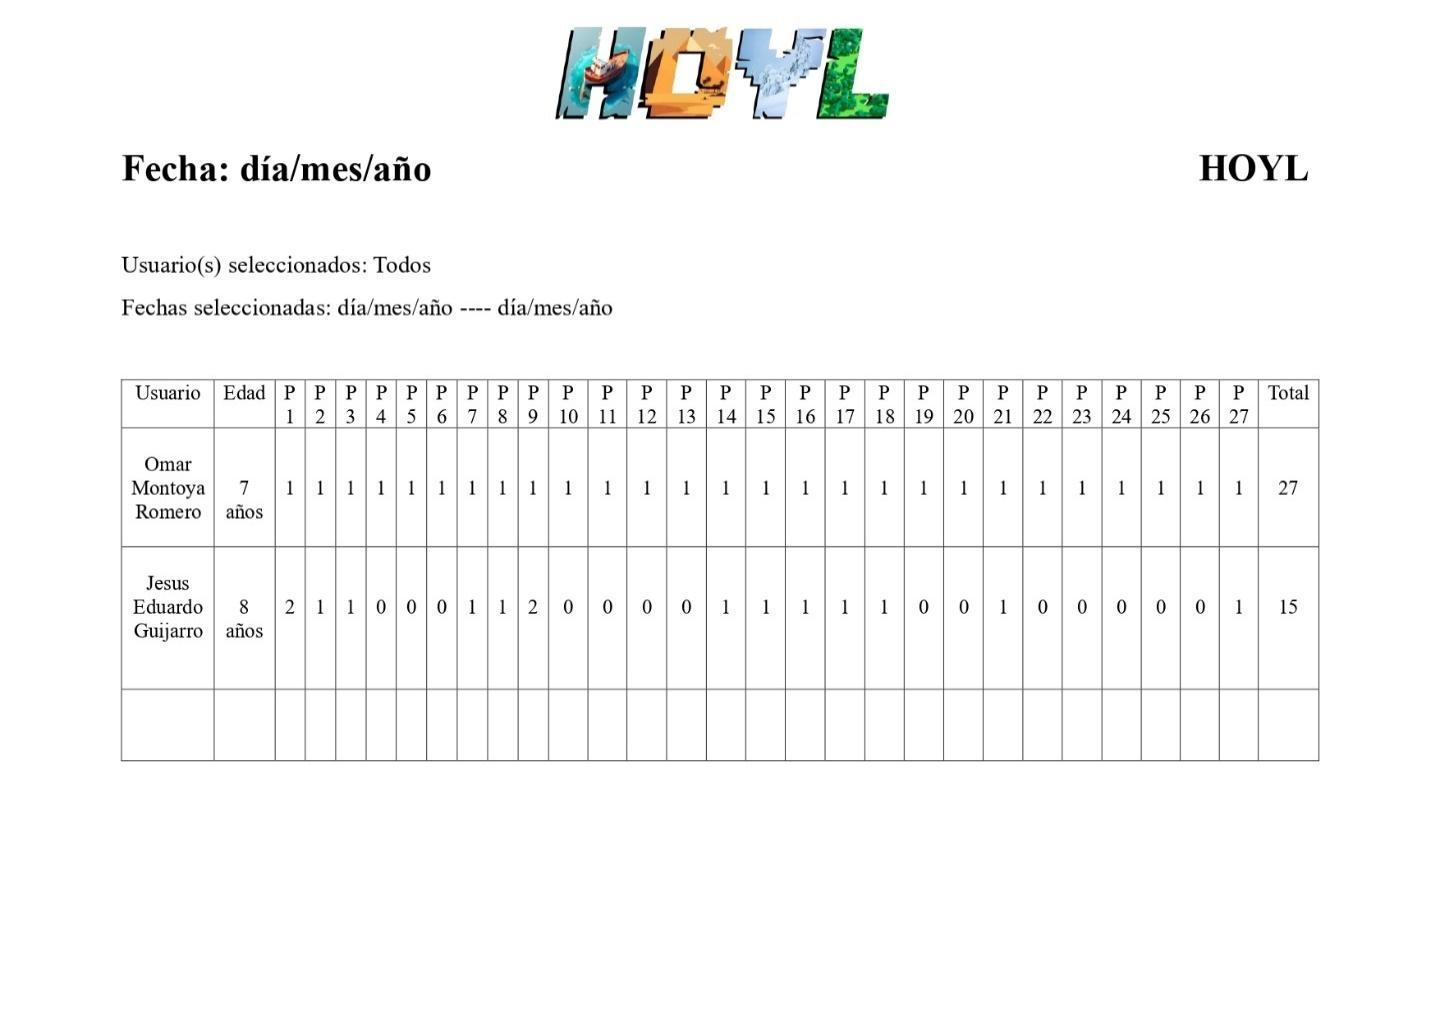 HOYL
Fecha: día/mes/año HOYL
Usuario(s) seleccionados: Todos
Fechas seleccionadas: día/mes/año ---- día/mes/año
Usuario Edad P 1 P 2 P 3 P 4 P 5 P 6 P 7 P 8 P 9 P 10 P 11 P 12 P 13 P 14 P 15 P 16 P 17 P 18 P 19 P 20 P 21 P 22 P 23 P 24 P 25 P 26 P 27 Total
Omar Montoya Romero 7 años 1 1 1 1 1 1 1 1 1 1 1 1 1 1 1 1 1 1 1 1 1 1 1 1 1 1 1 27
Jesus Eduardo Guijarro 8 años 2 1 1 0 0 0 1 1 2 0 0 0 0 1 1 1 1 1 0 0 1 0 0 0 0 0 1 15